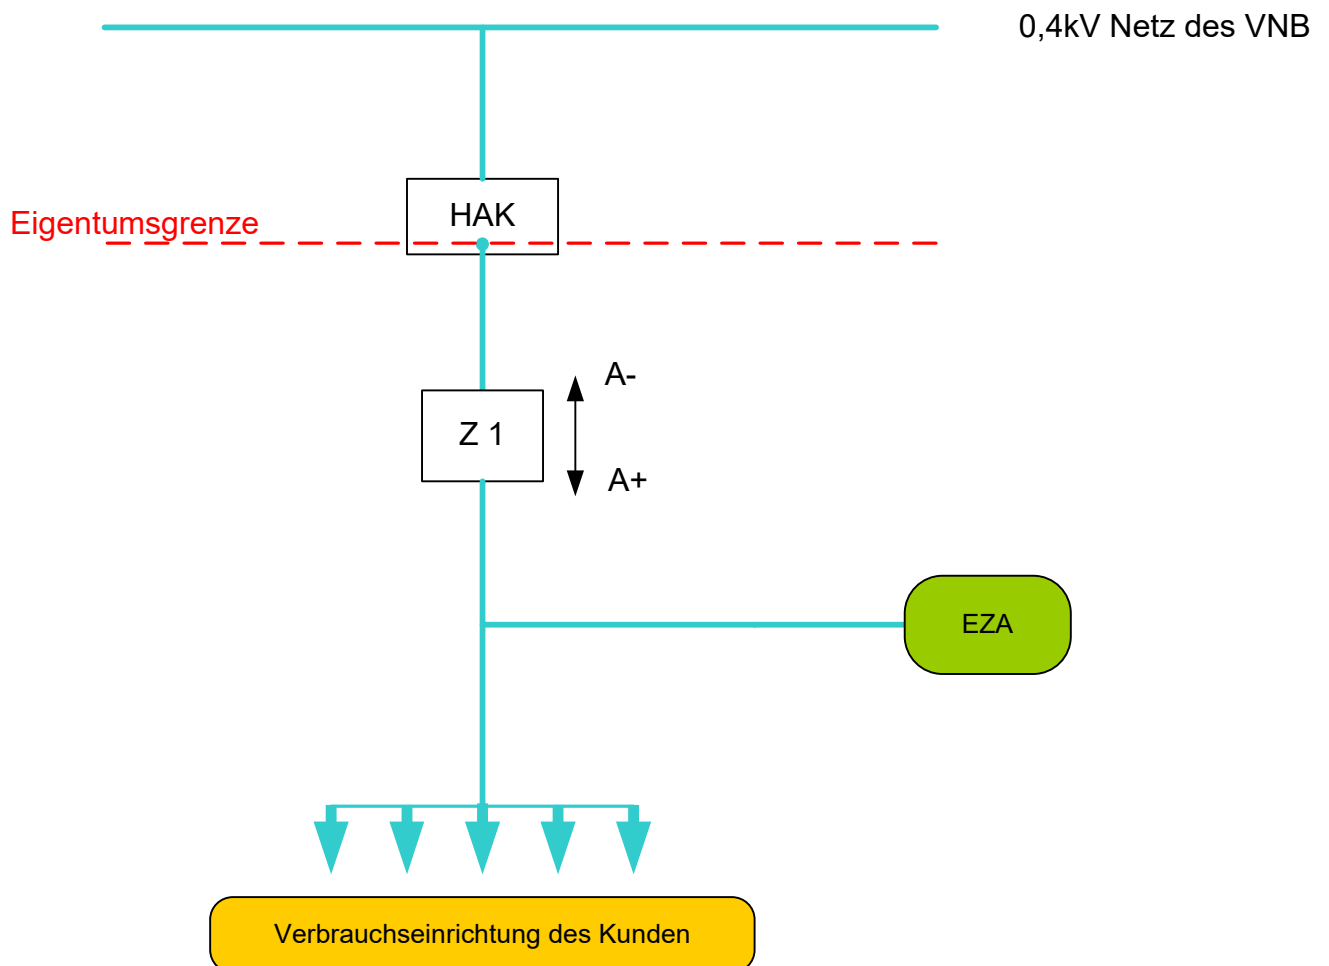 0,4kV Netz des VNB
HAK
Eigentumsgrenze
A-
Z 1
A+
EZA
Verbrauchseinrichtung des Kunden